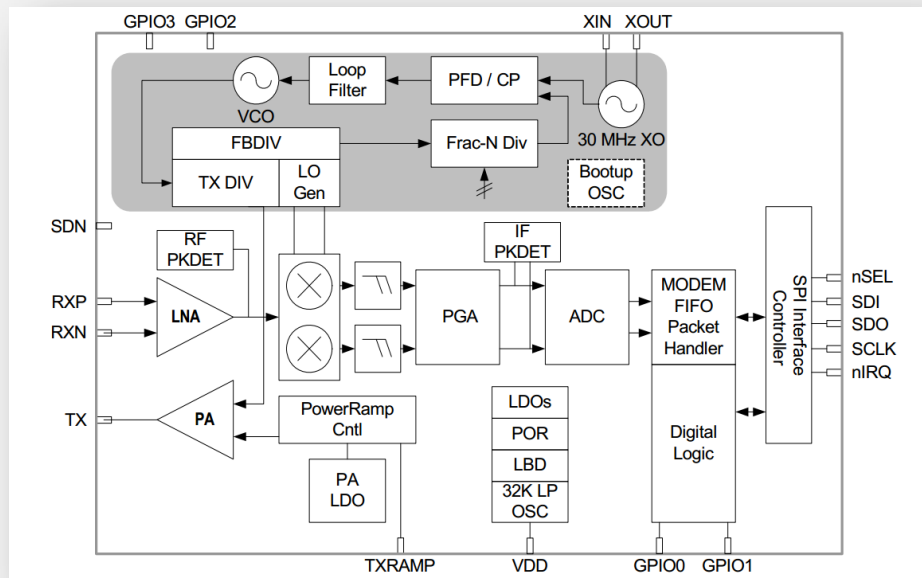 GPIO3
GPIO2
XIN
XOUT
Loop
Filter
PFD / CP
VCO
30 MHz XO
FBDIV
Frac-N Div
TX DIV
LO
Gen
Bootup
OSC
SDN
RF
PKDET
IF
PKDET
RXP
RXN
LNA
PGA
ADC
MODEM
FIFO
Packet
Handler
SPI Interface
Controller
nSEL
SDI
SDO
SCLK
nIRQ
TX
PA
PowerRamp
Cntl
PA
LDO
LDOs
POR
LBD
32K LP
OSC
Digital
Logic
TXRAMP
VDD
GPIO0
GPIO1